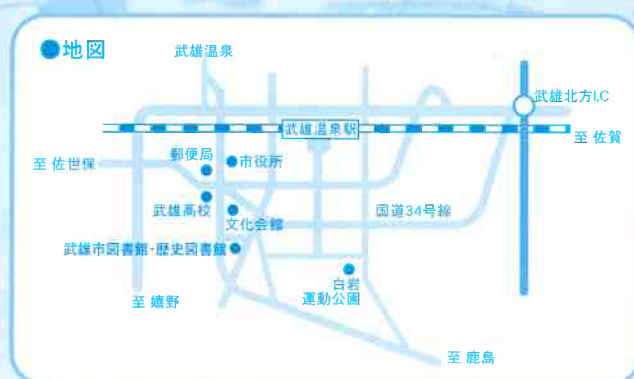 ●地図
武雄温泉
武雄北方I.C
武雄温泉駅
至 佐賀
郵便局
市役所
至 佐世保
武雄高校
文化会館
国道34号線
武雄市図書館・歴史図書館
白岩
運動公園
至 嬉野
至 鹿島